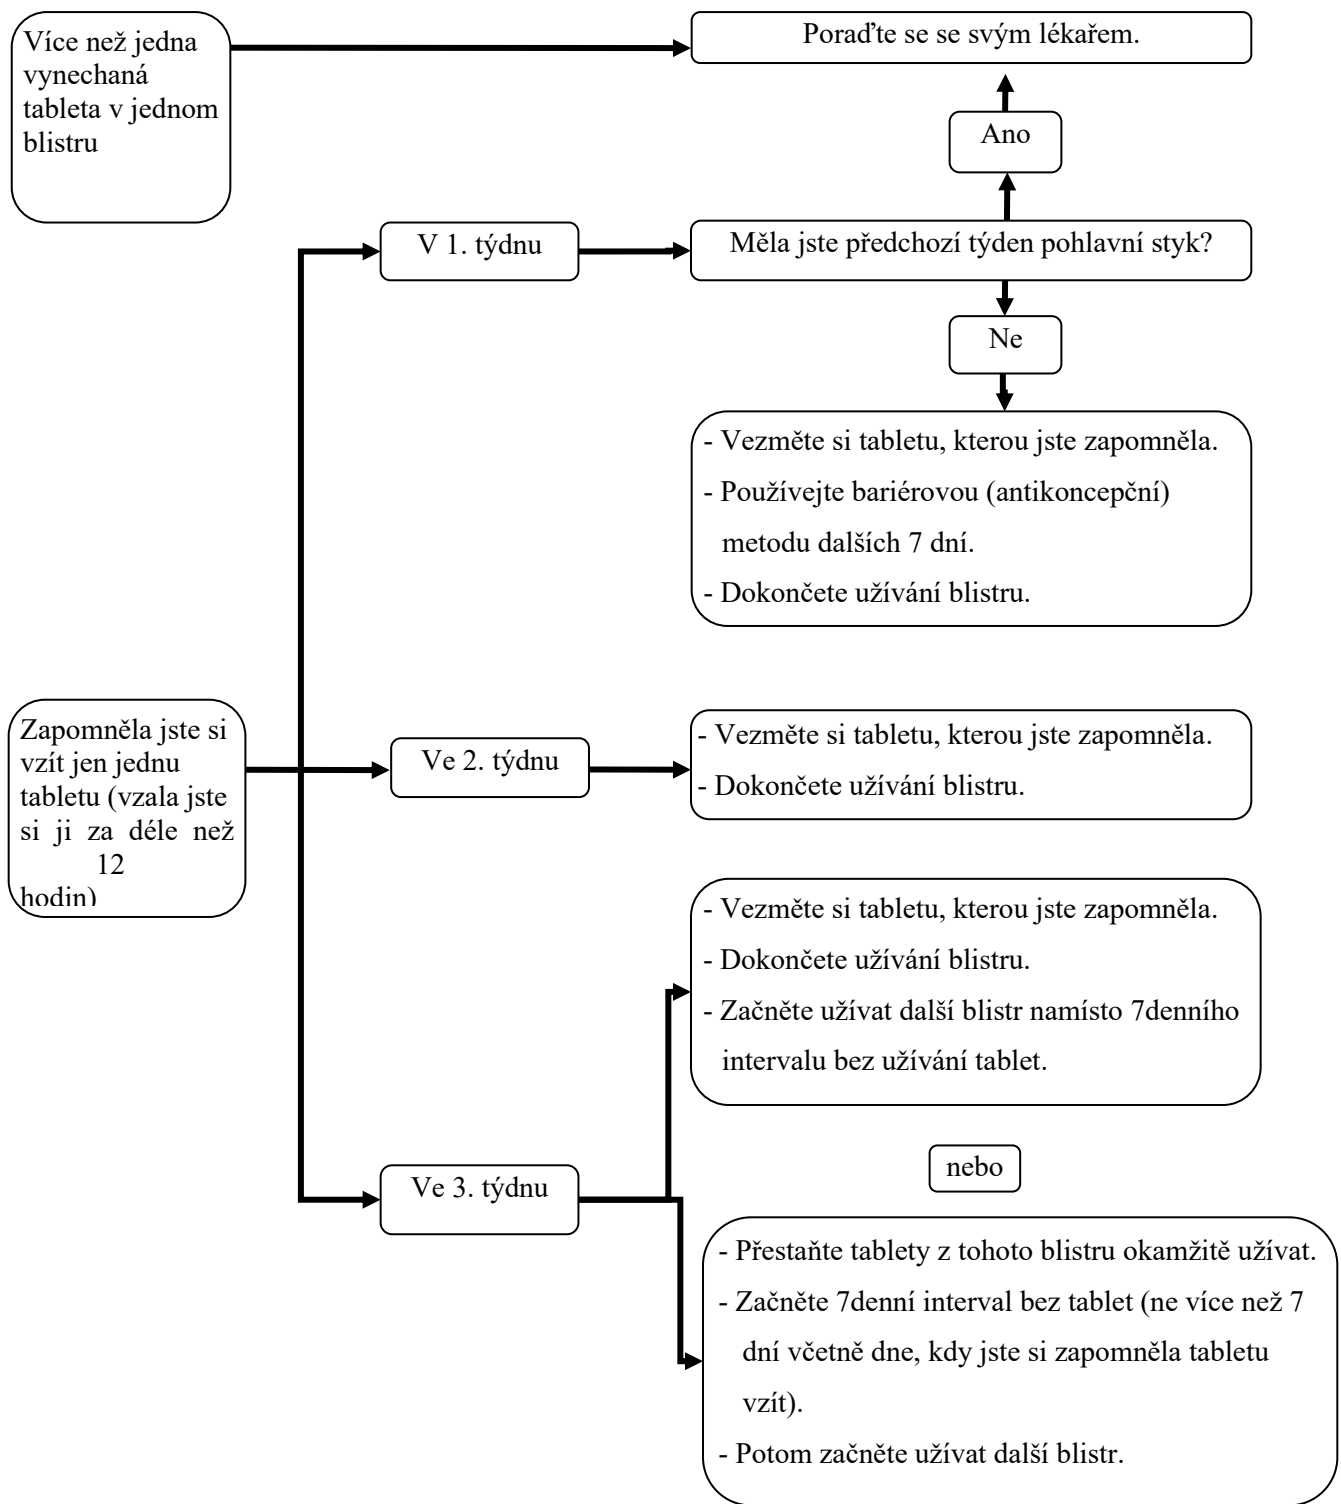 Více než jedna
vynechaná
tableta v jednom
blistru
Poraďte se se svým lékařem.
Ano
V 1. týdnu
Měla jste předchozí týden pohlavní styk?
Ne
- Vezměte si tabletu, kterou jste zapomněla.
- Používejte bariérovou (antikoncepční)
metodu dalších 7 dní.
- Dokončete užívání blistru.
Zapomněla jste si
vzít jen jednu
tabletu (vzala jste
si ji za déle než
12
hodin)
Ve 2. týdnu
- Vezměte si tabletu, kterou jste zapomněla.
- Dokončete užívání blistru.
- Vezměte si tabletu, kterou jste zapomněla.
- Dokončete užívání blistru.
- Začněte užívat další blistr namísto 7denního
intervalu bez užívání tablet.
Ve 3. týdnu
nebo
- Přestaňte tablety z tohoto blistru okamžitě užívat.
- Začněte 7denní interval bez tablet (ne více než 7
dní včetně dne, kdy jste si zapomněla tabletu
vzít).
- Potom začněte užívat další blistr.